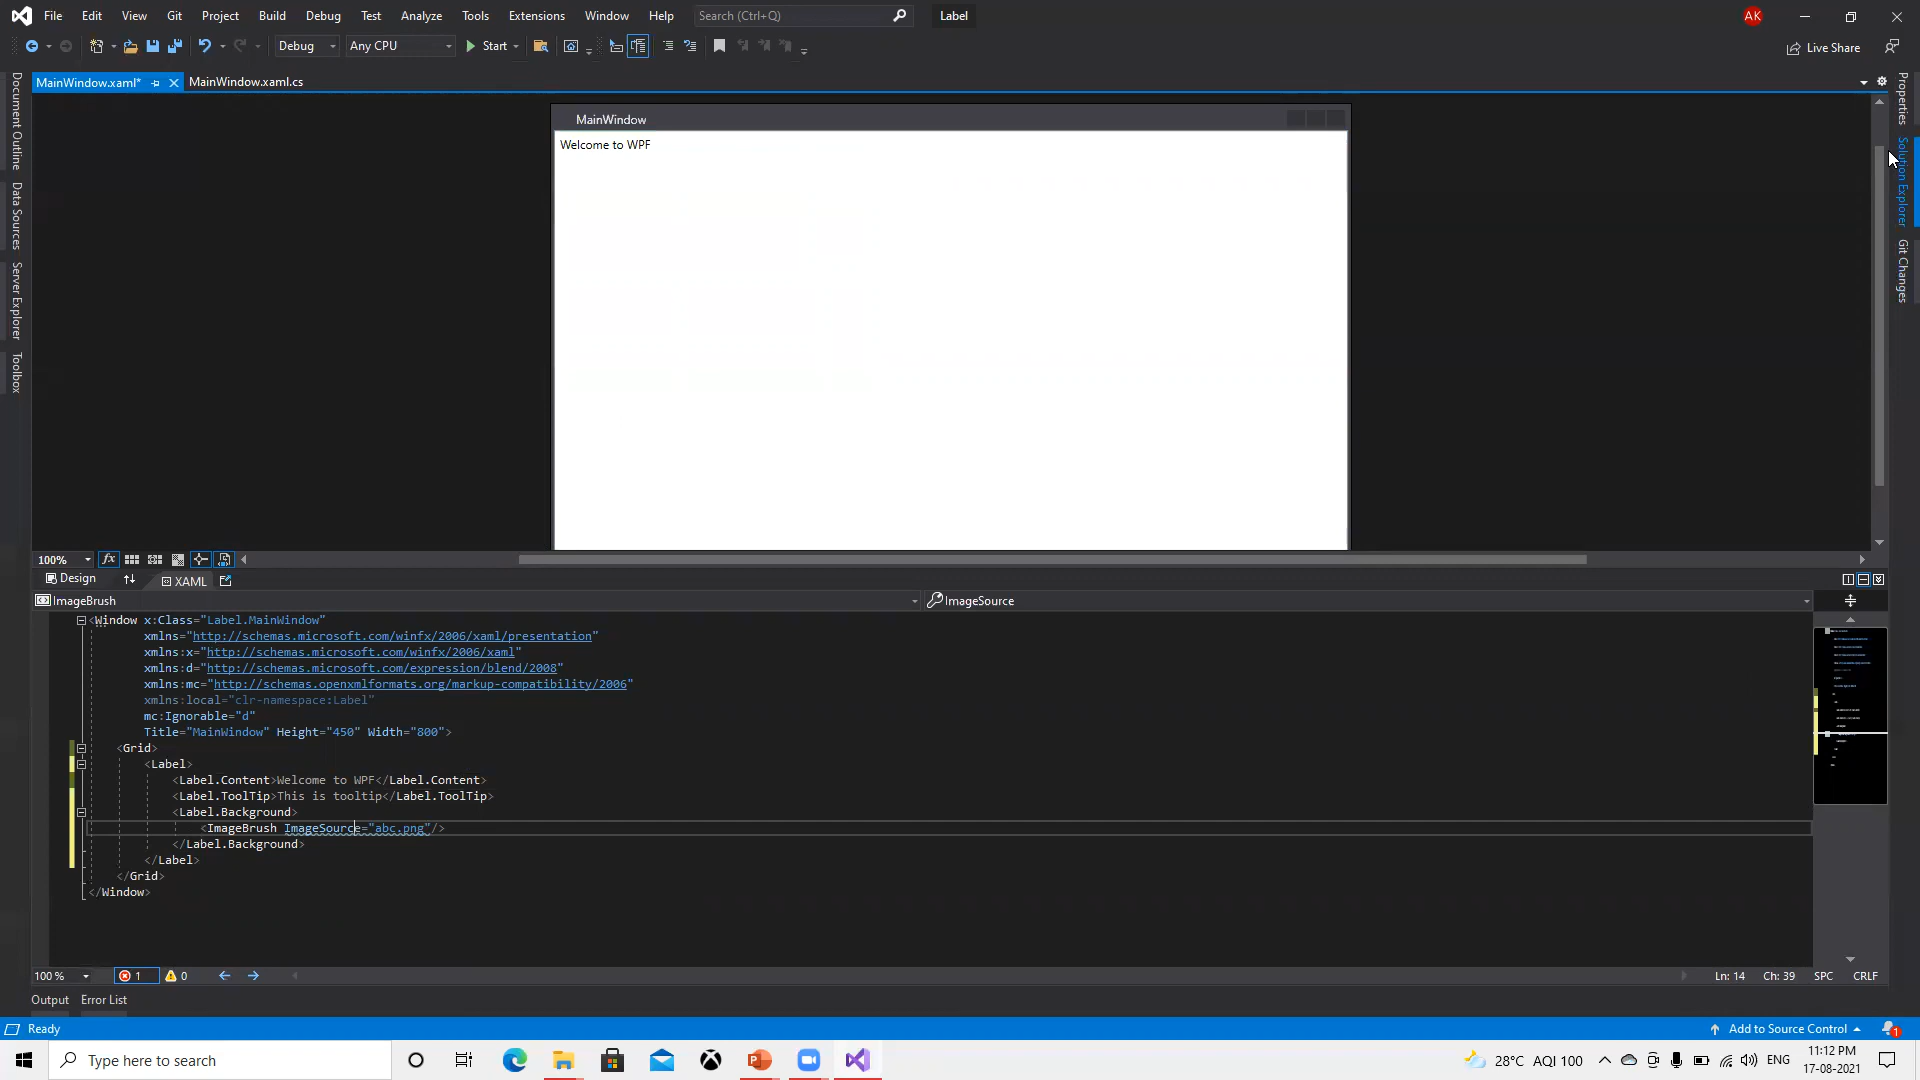 File Edit View Git Project Build Debug Test Analyze Tools Extensions Window Help Search (Ctrl+Q) Label AK
Debug Any CPU Start Live Share
MainWindow.xaml* MainWindow.xaml.cs
Document Outline
Data Sources
Server Explorer
Toolbox
MainWindow
Welcome to WPF
Properties
Solution Explorer
Git Changes
100% fx
Design XAML
ImageBrush ImageSource
<Window x:Class="Label.MainWindow"
xmlns="http://schemas.microsoft.com/winfx/2006/xaml/presentation"
xmlns:x="http://schemas.microsoft.com/winfx/2006/xaml"
xmlns:d="http://schemas.microsoft.com/expression/blend/2008"
xmlns:mc="http://schemas.openxmlformats.org/markup-compatibility/2006"
xmlns:local="clr-namespace:Label"
mc:Ignorable="d"
Title="MainWindow" Height="450" Width="800">
<Grid>
<Label>
<Label.Content>Welcome to WPF</Label.Content>
<Label.ToolTip>This is tooltip</Label.ToolTip>
<Label.Background>
<ImageBrush ImageSource="abc.png"/>
</Label.Background>
</Label>
</Grid>
</Window>
100 % 1 0 Ln: 14 Ch: 39 SPC CRLF
Output Error List
Ready Add to Source Control 1
Type here to search 28°C AQI 100 ENG 11:12 PM
17-08-2021